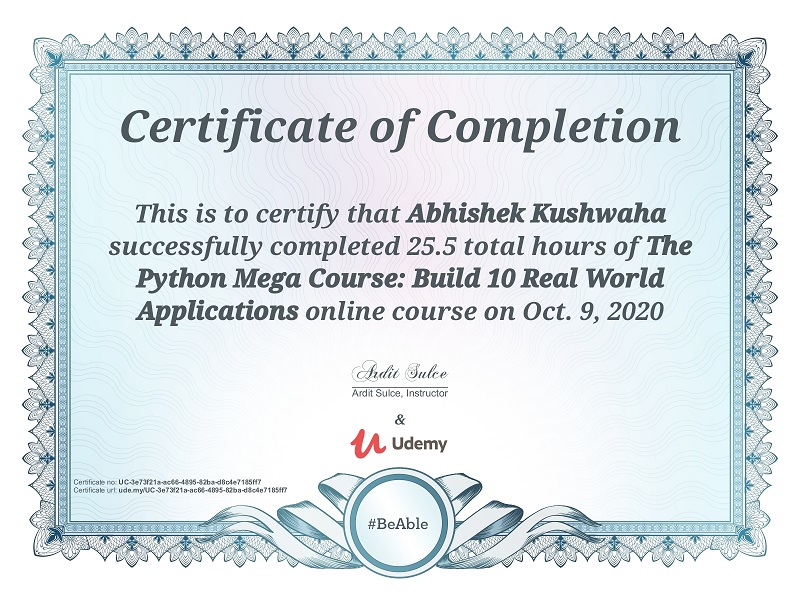 Certificate of Completion
This is to certify that Abhishek Kushwaha
successfully completed 25.5 total hours of The
Python Mega Course: Build 10 Real World
Applications online course on Oct. 9, 2020
Ardit Sulce
Ardit Sulce, Instructor
&
Udemy
Certificate no: UC-3e73f21a-ac66-4895-82ba-d8c4e7185ff7
Certificate url: ude.my/UC-3e73f21a-ac66-4895-82ba-d8c4e7185ff7
#BeAble